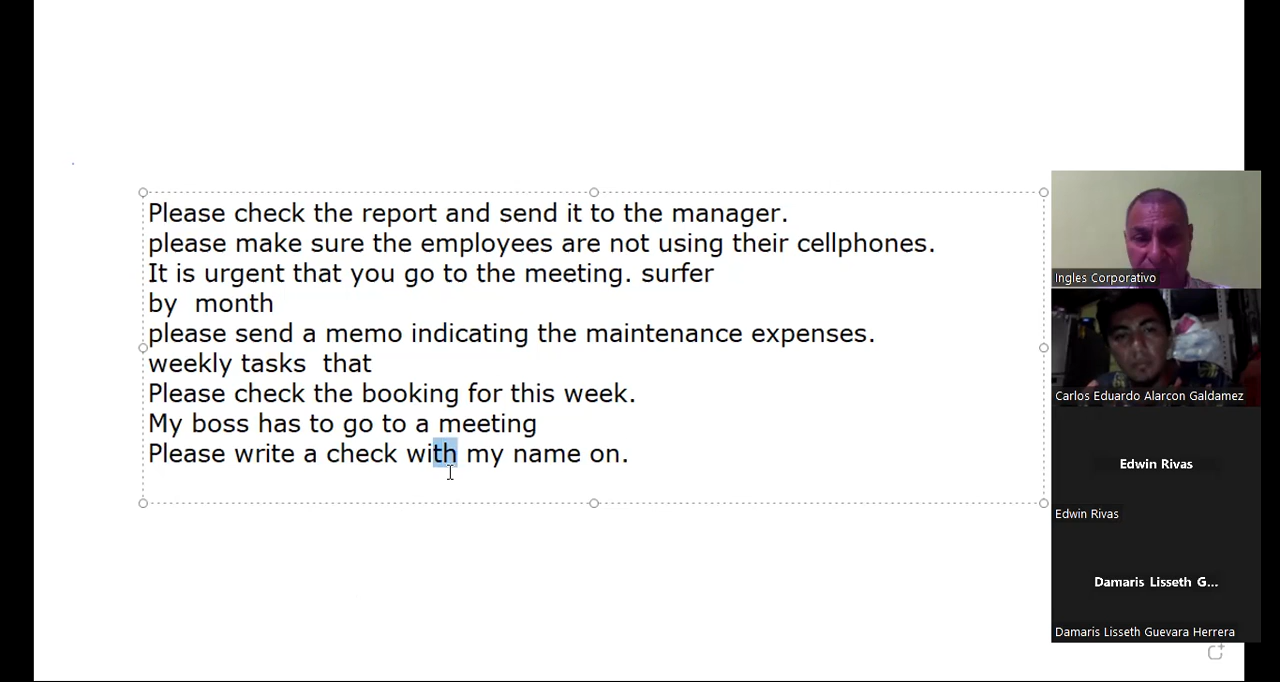 Please check the report and send it to the manager.
please make sure the employees are not using their cellphones.
It is urgent that you go to the meeting. surfer
by  month
please send a memo indicating the maintenance expenses.
weekly tasks  that
Please check the booking for this week.
My boss has to go to a meeting
Please write a check with my name on.
Ingles Corporativo
Carlos Eduardo Alarcon Galdamez
Edwin Rivas
Edwin Rivas
Damaris Lisseth G...
Damaris Lisseth Guevara Herrera